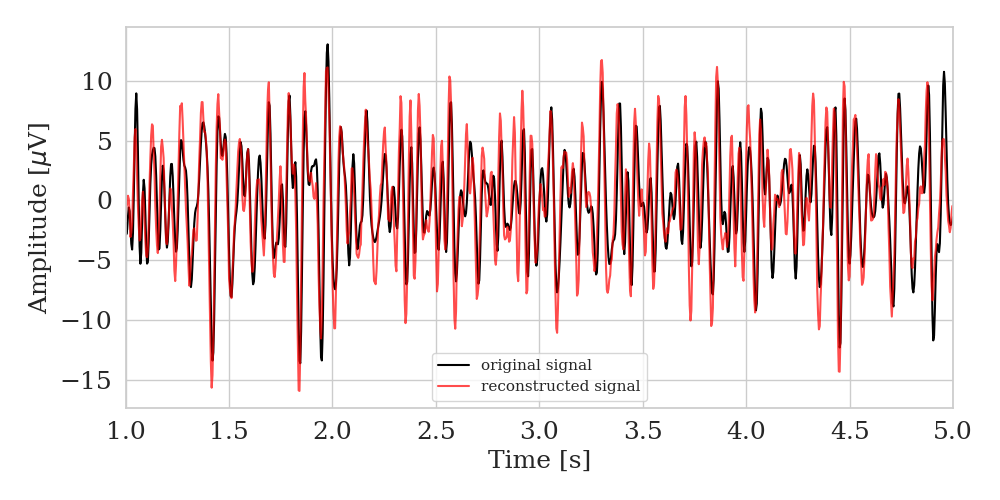 Amplitude [μV]
10
5
0
−5
−10
−15
original signal
reconstructed signal
1.0 1.5 2.0 2.5 3.0 3.5 4.0 4.5 5.0
Time [s]